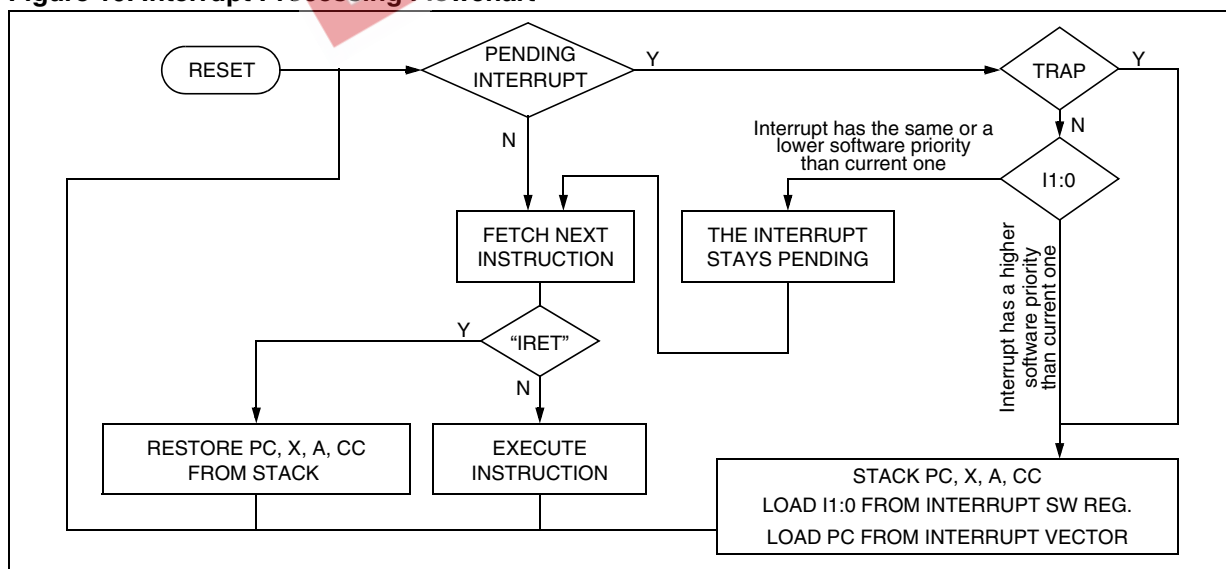 RESET
PENDING
INTERRUPT
Y
TRAP
Y
N
N
Interrupt has the same or a
lower software priority
than current one
I1:0
FETCH NEXT
INSTRUCTION
THE INTERRUPT
STAYS PENDING
Interrupt has a higher
software priority
than current one
Y
“IRET”
N
RESTORE PC, X, A, CC
FROM STACK
EXECUTE
INSTRUCTION
STACK PC, X, A, CC
LOAD I1:0 FROM INTERRUPT SW REG.
LOAD PC FROM INTERRUPT VECTOR